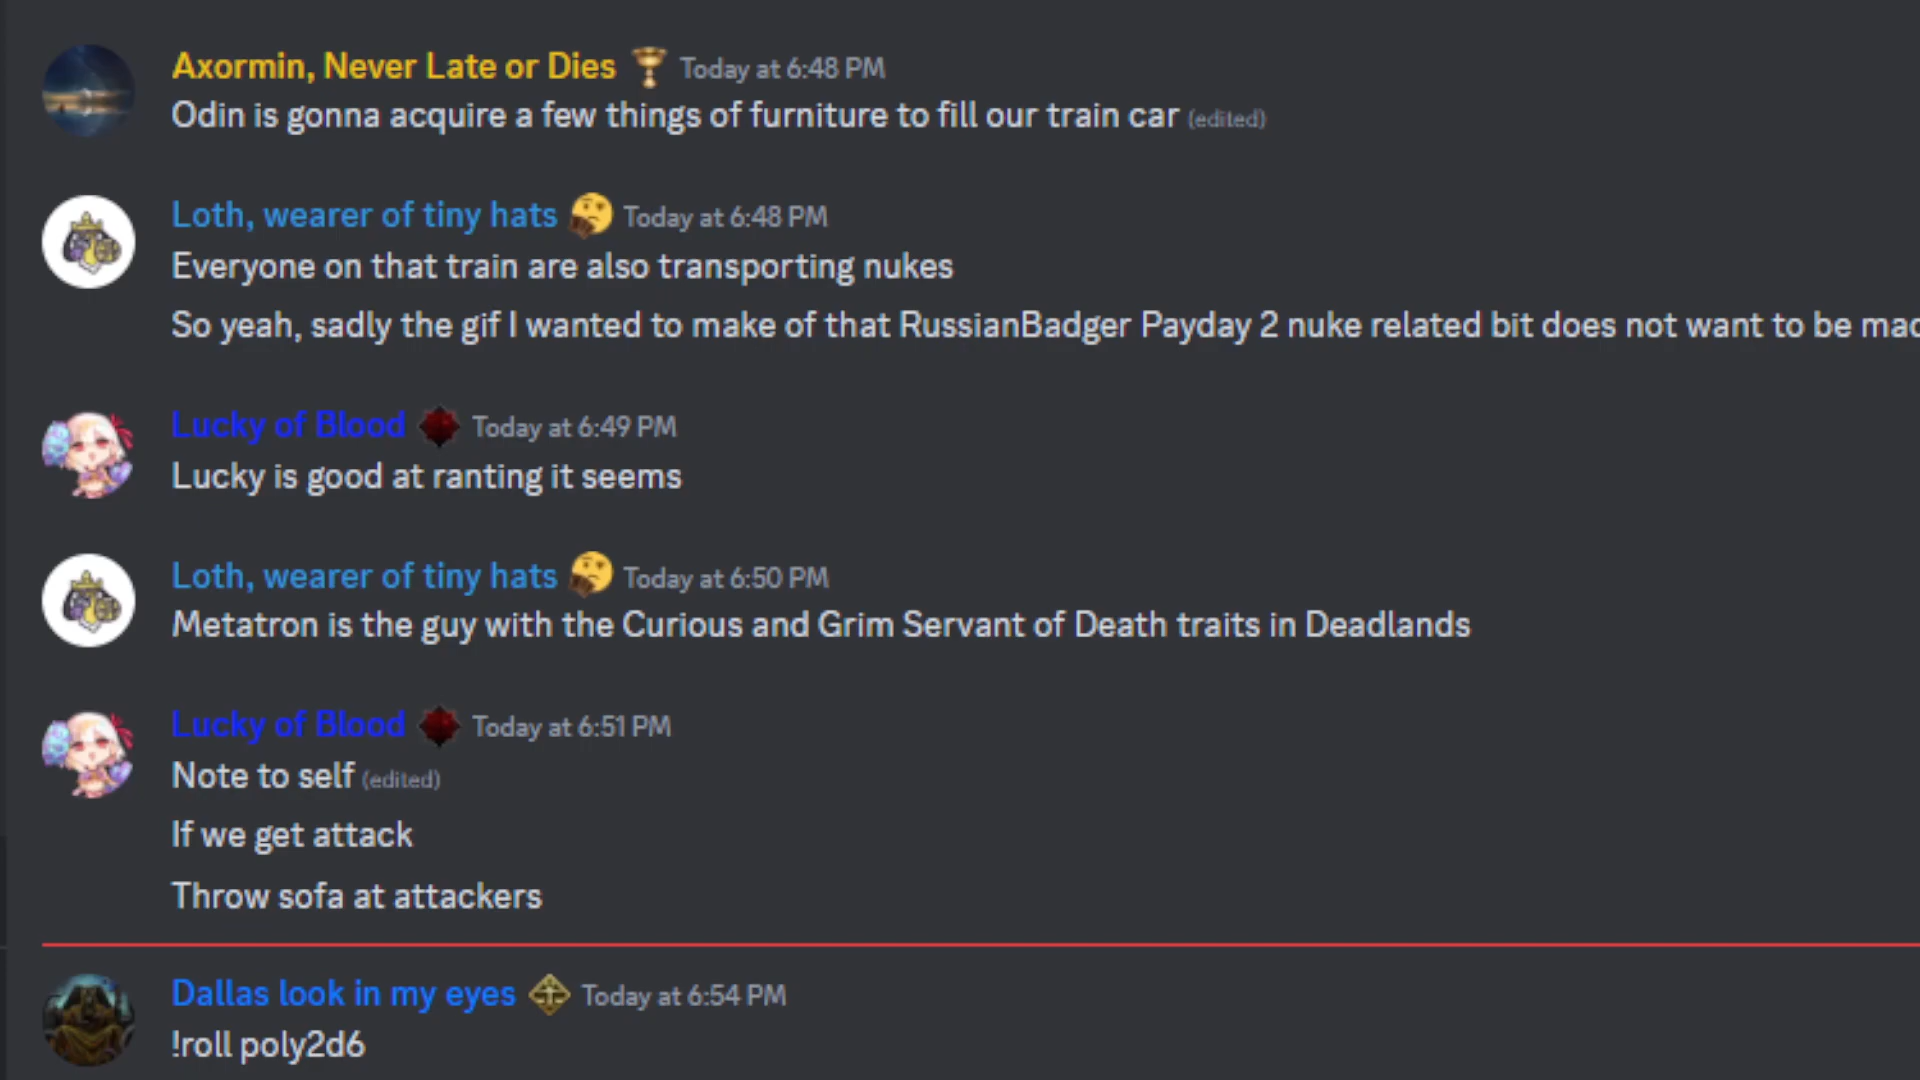 Axormin, Never Late or Dies Today at 6:48 PM
Odin is gonna acquire a few things of furniture to fill our train car (edited)
Loth, wearer of tiny hats Today at 6:48 PM
Everyone on that train are also transporting nukes
So yeah, sadly the gif I wanted to make of that RussianBadger Payday 2 nuke related bit does not want to be
Lucky of Blood Today at 6:49 PM
Lucky is good at ranting it seems
Loth, wearer of tiny hats Today at 6:50 PM
Metatron is the guy with the Curious and Grim Servant of Death traits in Deadlands
Lucky of Blood Today at 6:51 PM
Note to self (edited)
If we get attack
Throw sofa at attackers
Dallas look in my eyes Today at 6:54 PM
!roll poly2d6